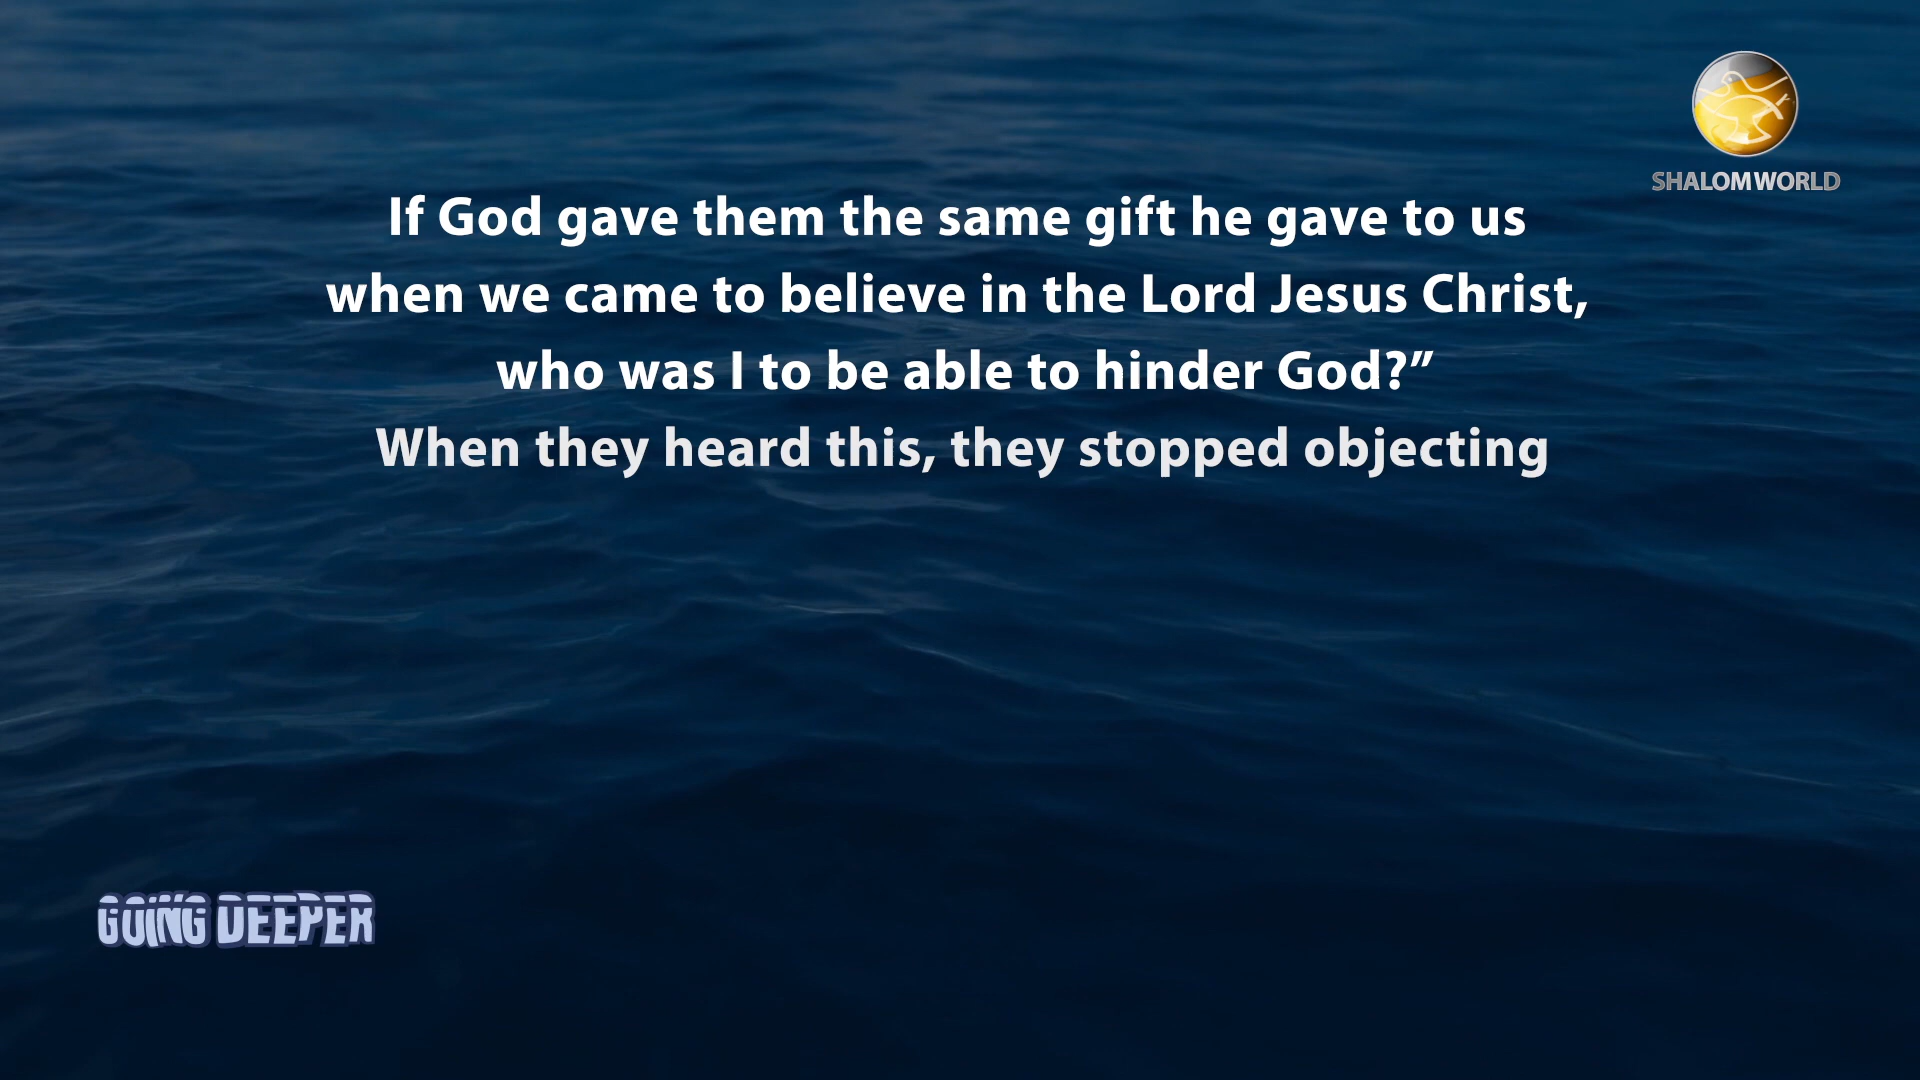 SHALOMWORLD
If God gave them the same gift he gave to us
when we came to believe in the Lord Jesus Christ,
who was I to be able to hinder God?”
When they heard this, they stopped objecting
GOING DEEPER